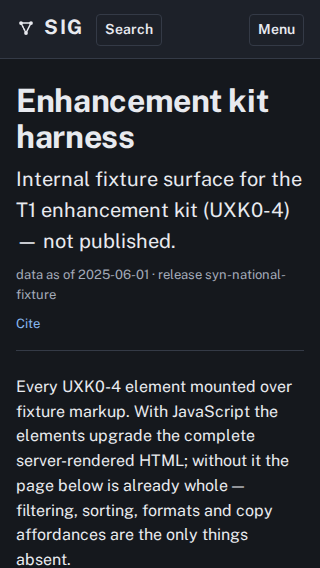 SIG
Search
Menu
Enhancement kit
harness
Internal fixture surface for the
T1 enhancement kit (UXK0-4)
— not published.
data as of 2025-06-01 · release syn-national-
fixture
Cite
Every UXK0-4 element mounted over
fixture markup. With JavaScript the
elements upgrade the complete
server-rendered HTML; without it the
page below is already whole —
filtering, sorting, formats and copy
affordances are the only things
absent.